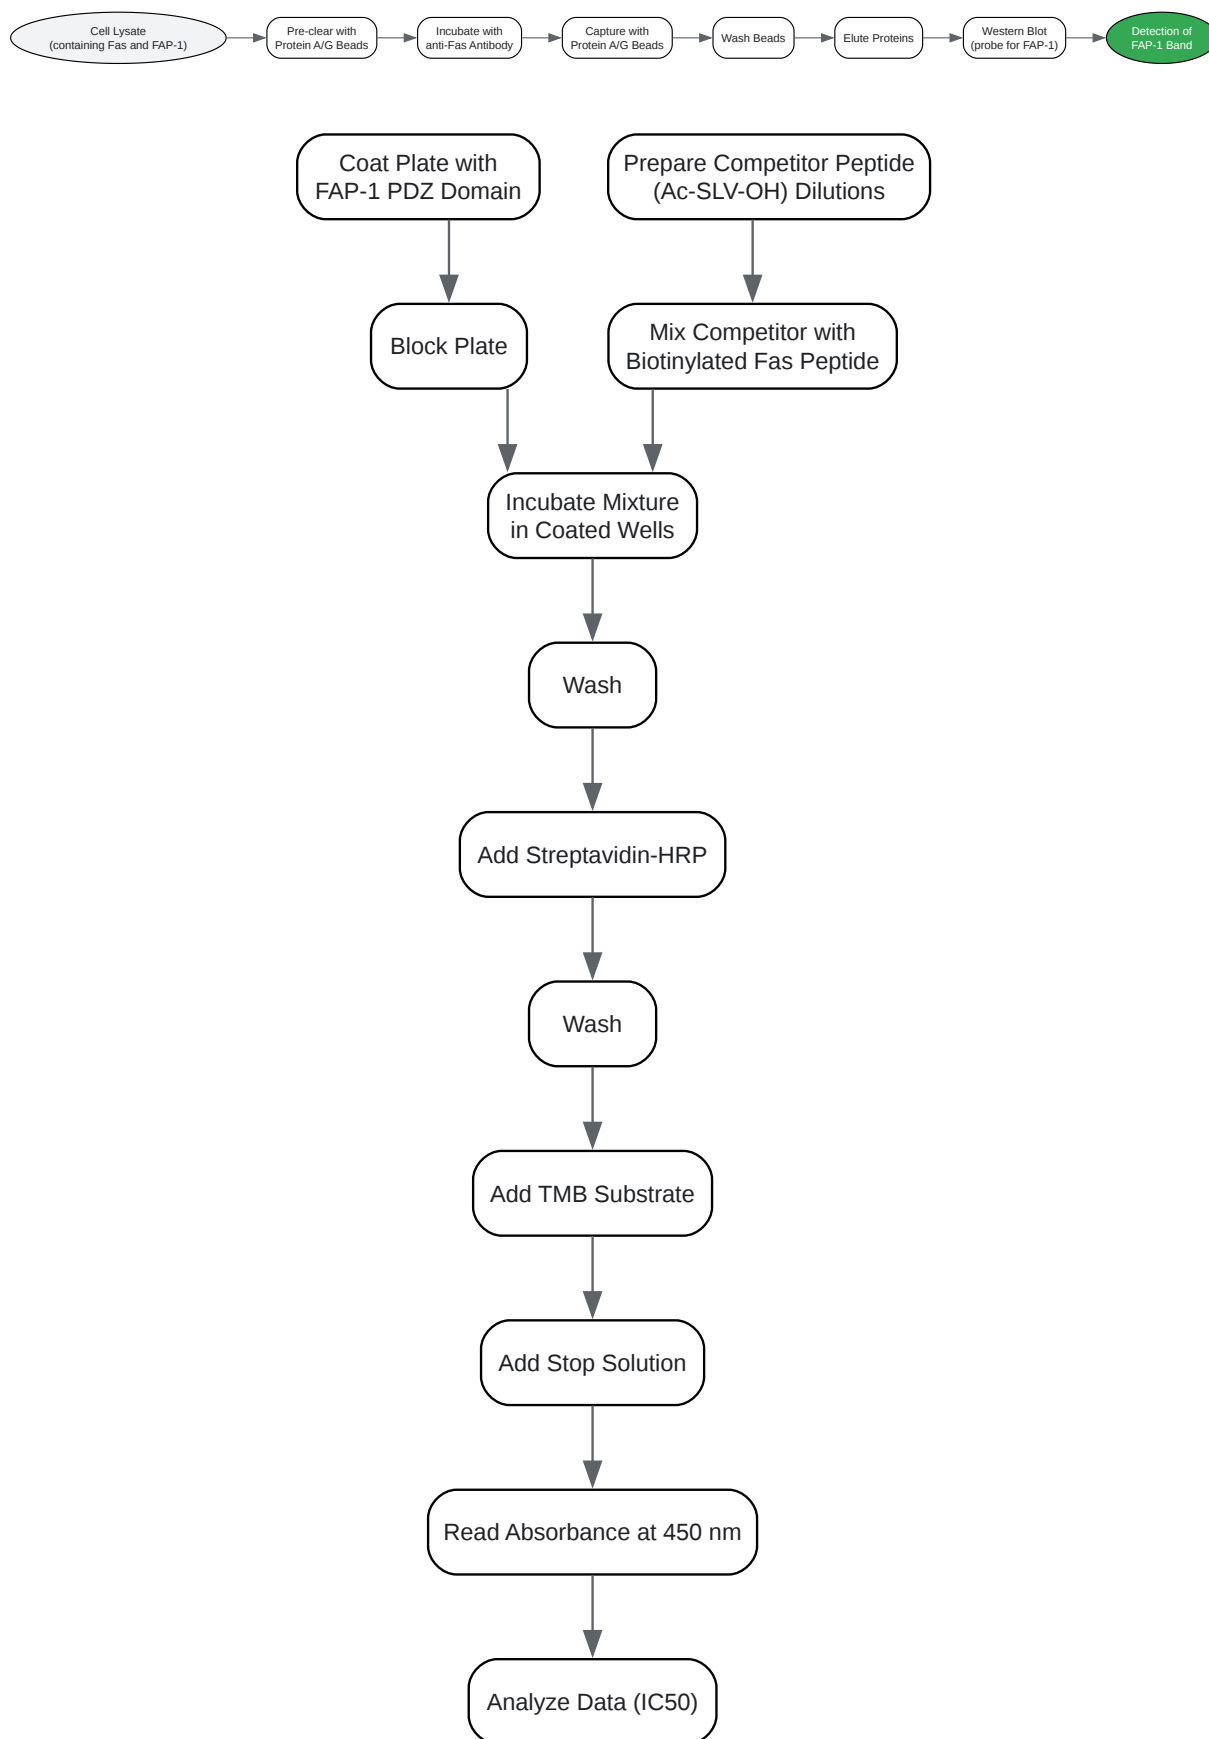 Cell Lysate
(containing Fas and FAP-1)
Pre-clear with
Protein A/G Beads
Incubate with
anti-Fas Antibody
Capture with
Protein A/G Beads
Wash Beads
Elute Proteins
Western Blot
(probe for FAP-1)
Detection of
FAP-1 Band
Coat Plate with
FAP-1 PDZ Domain
Prepare Competitor Peptide
(Ac-SLV-OH) Dilutions
Block Plate
Mix Competitor with
Biotinylated Fas Peptide
Incubate Mixture
in Coated Wells
Wash
Add Streptavidin-HRP
Wash
Add TMB Substrate
Add Stop Solution
Read Absorbance at 450 nm
Analyze Data (IC50)